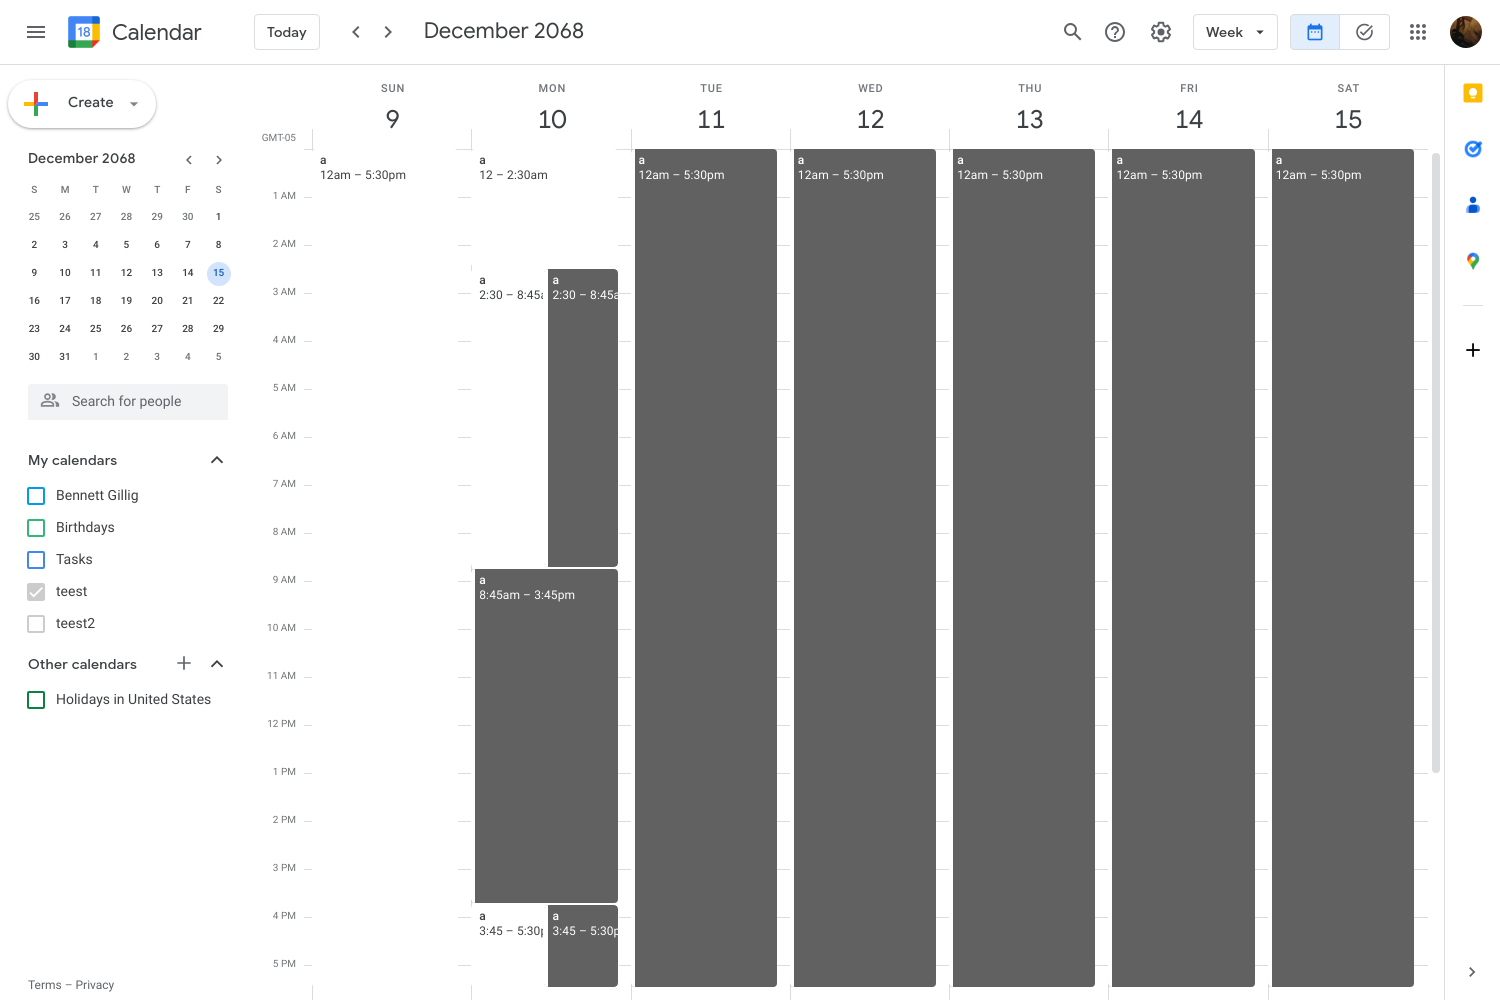 18 Calendar
Today
December 2068
Week
Create
December 2068
S M T W T F S
25 26 27 28 29 30 1
2 3 4 5 6 7 8
9 10 11 12 13 14 15
16 17 18 19 20 21 22
23 24 25 26 27 28 29
30 31 1 2 3 4 5
Search for people
My calendars
Bennett Gillig
Birthdays
Tasks
teest
teest2
Other calendars
Holidays in United States
Terms – Privacy
SUN MON TUE WED THU FRI SAT
9 10 11 12 13 14 15
GMT-05
1 AM
2 AM
3 AM
4 AM
5 AM
6 AM
7 AM
8 AM
9 AM
10 AM
11 AM
12 PM
1 PM
2 PM
3 PM
4 PM
5 PM
a
12am – 5:30pm
a
12 – 2:30am
a
2:30 – 8:45a
a
2:30 – 8:45a
a
8:45am – 3:45pm
a
3:45 – 5:30p
a
3:45 – 5:30p
a
12am – 5:30pm
a
12am – 5:30pm
a
12am – 5:30pm
a
12am – 5:30pm
a
12am – 5:30pm